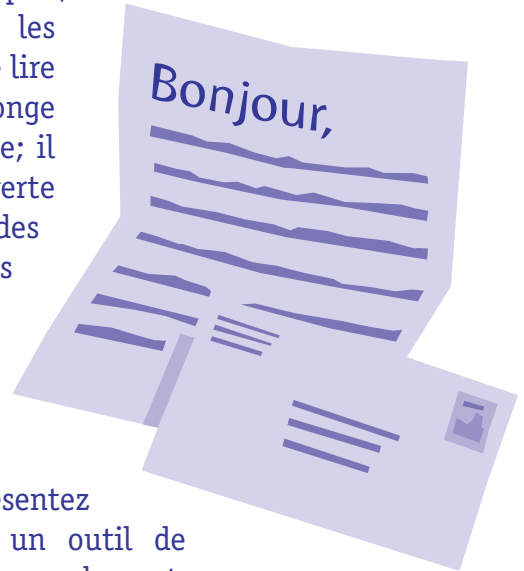 les
lire
onge
e; il
erte
des
s
Bonjour,
sentez
un outil de